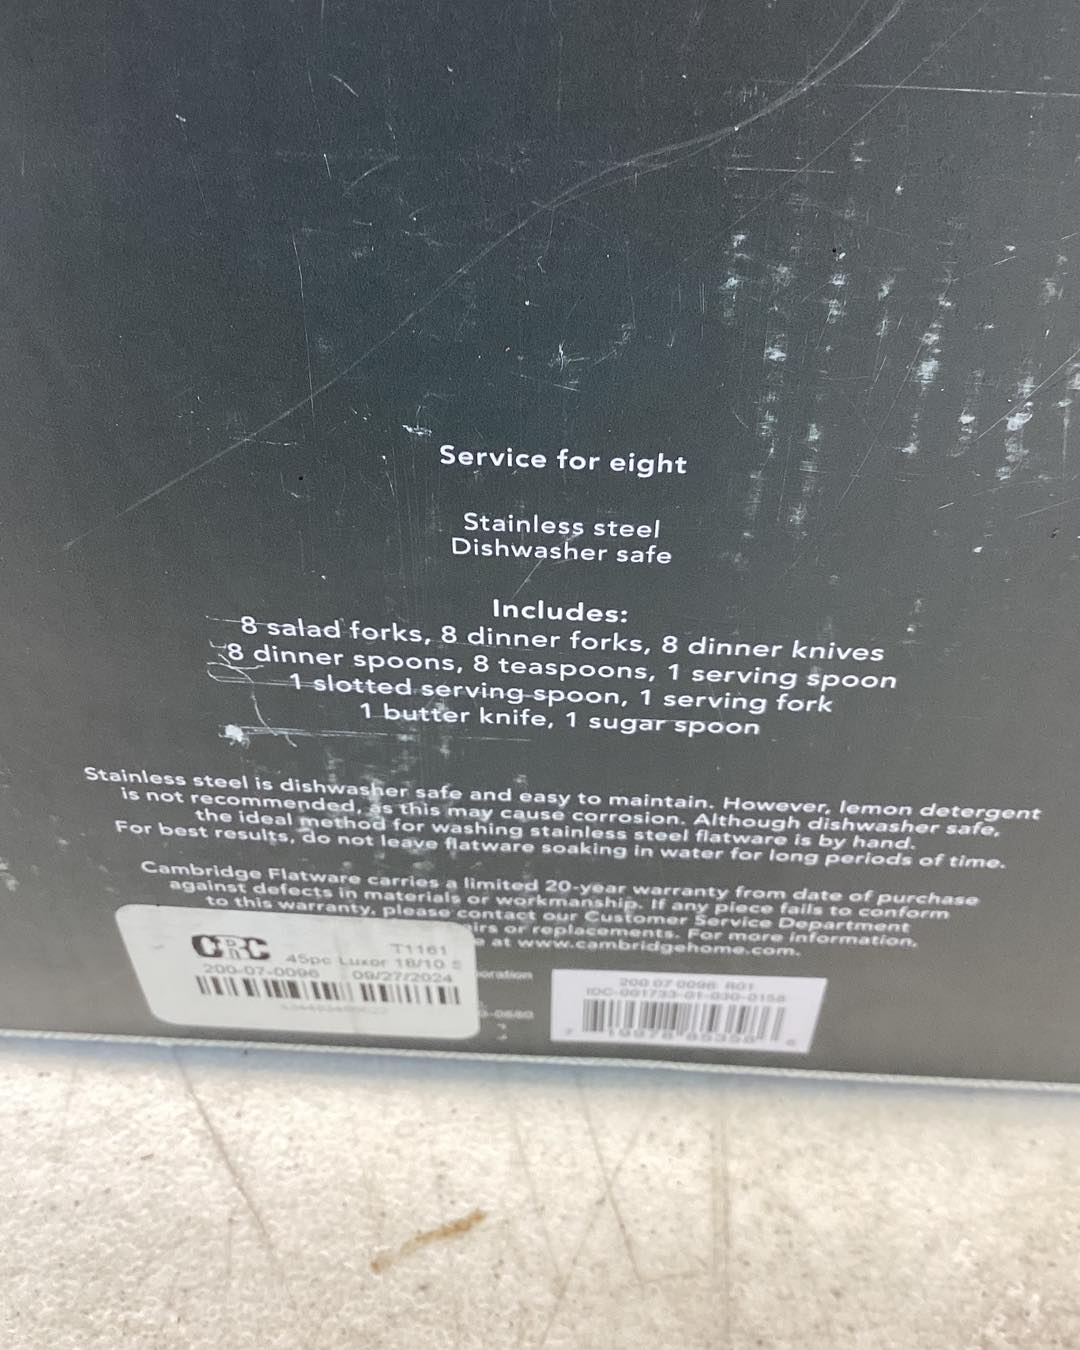 Service for eight
Stainless steel
Dishwasher safe
Includes:
8 salad forks, 8 dinner forks, 8 dinner knives
8 dinner spoons, 8 teaspoons, 1 serving spoon
1 slotted serving spoon, 1 serving fork
1 butter knife, 1 sugar spoon
Stainless steel is dishwasher safe and easy to maintain. However, lemon detergent
is not recommended, as this may cause corrosion. Although dishwasher safe,
the ideal method for washing stainless steel flatware is by hand.
For best results, do not leave flatware soaking in water for long periods of time.
Cambridge Flatware carries a limited 20-year warranty from date of purchase
against defects in materials or workmanship. If any piece fails to conform
to this warranty, please contact our Customer Service Department
or replacements. For more information,
at www.cambridgehome.com.
CRC
T1161
45pc Luxor 18/10 S
200-07-0096 09/27/2024
200 07 0096 R01
IDC-001733-01-030-0158